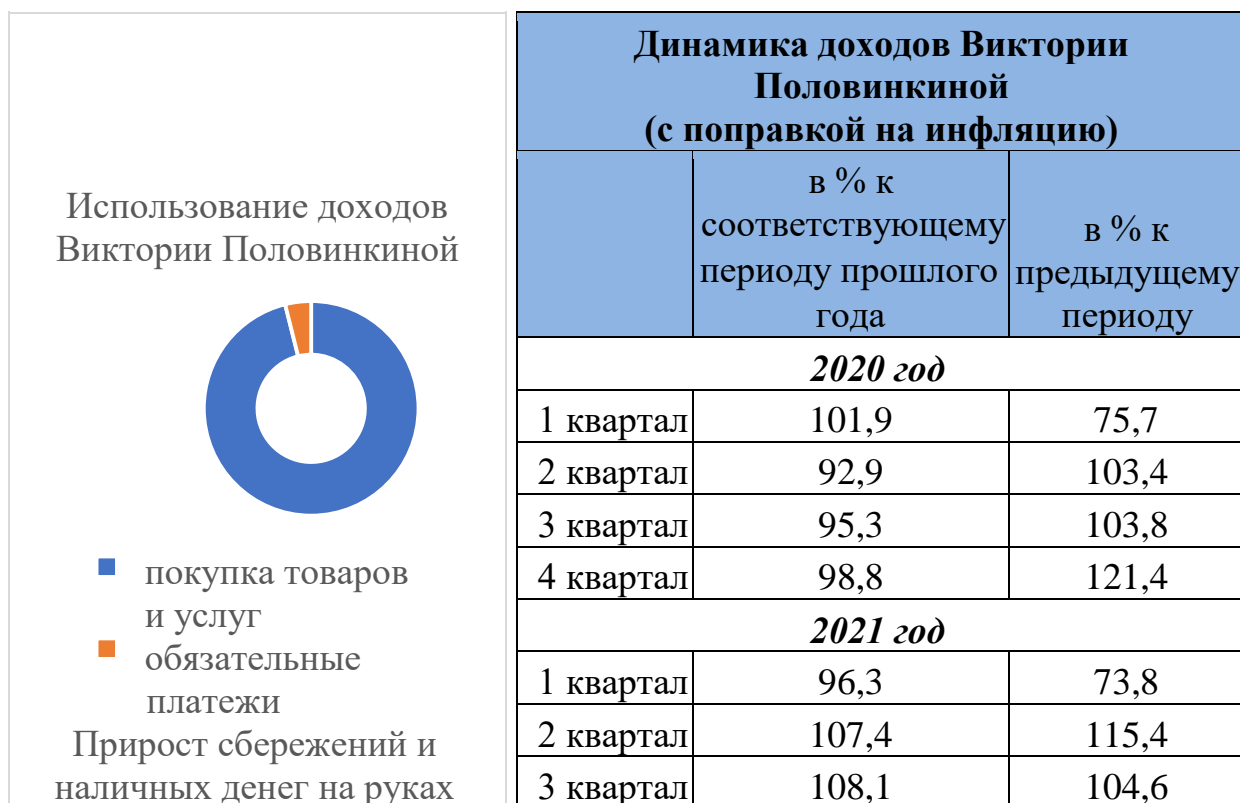 Использование доходов
Виктории Половинкиной
покупка товаров
и услуг
обязательные
платежи
Прирост сбережений и
наличных денег на руках
Динамика доходов Виктории
Половинкиной
(с поправкой на инфляцию)
в % к
соответствующему
периоду прошлого
года
в % к
предыдущему
периоду
2020 год
1 квартал 101,9 75,7
2 квартал 92,9 103,4
3 квартал 95,3 103,8
4 квартал 98,8 121,4
2021 год
1 квартал 96,3 73,8
2 квартал 107,4 115,4
3 квартал 108,1 104,6